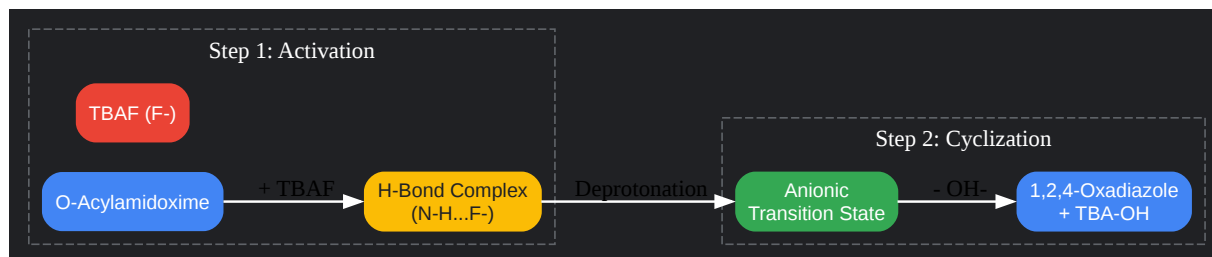 Step 1: Activation
TBAF (F-)
O-Acylamidoxime
+ TBAF
H-Bond Complex
(N-H...F-)
Deprotonation
Step 2: Cyclization
Anionic
Transition State
- OH-
1,2,4-Oxadiazole
+ TBA-OH